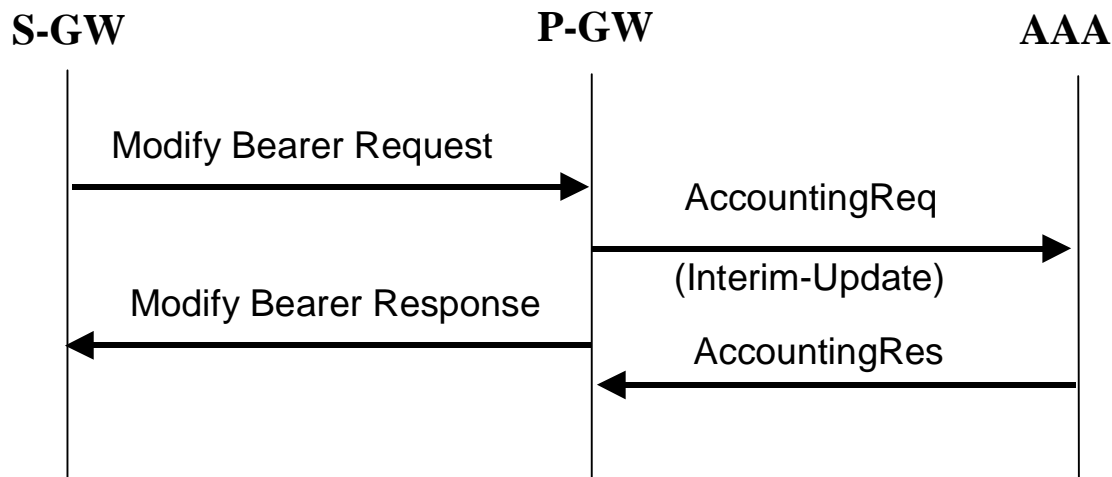 S-GW
P-GW
AAA
Modify Bearer Request
AccountingReq
(Interim-Update)
Modify Bearer Response
AccountingRes